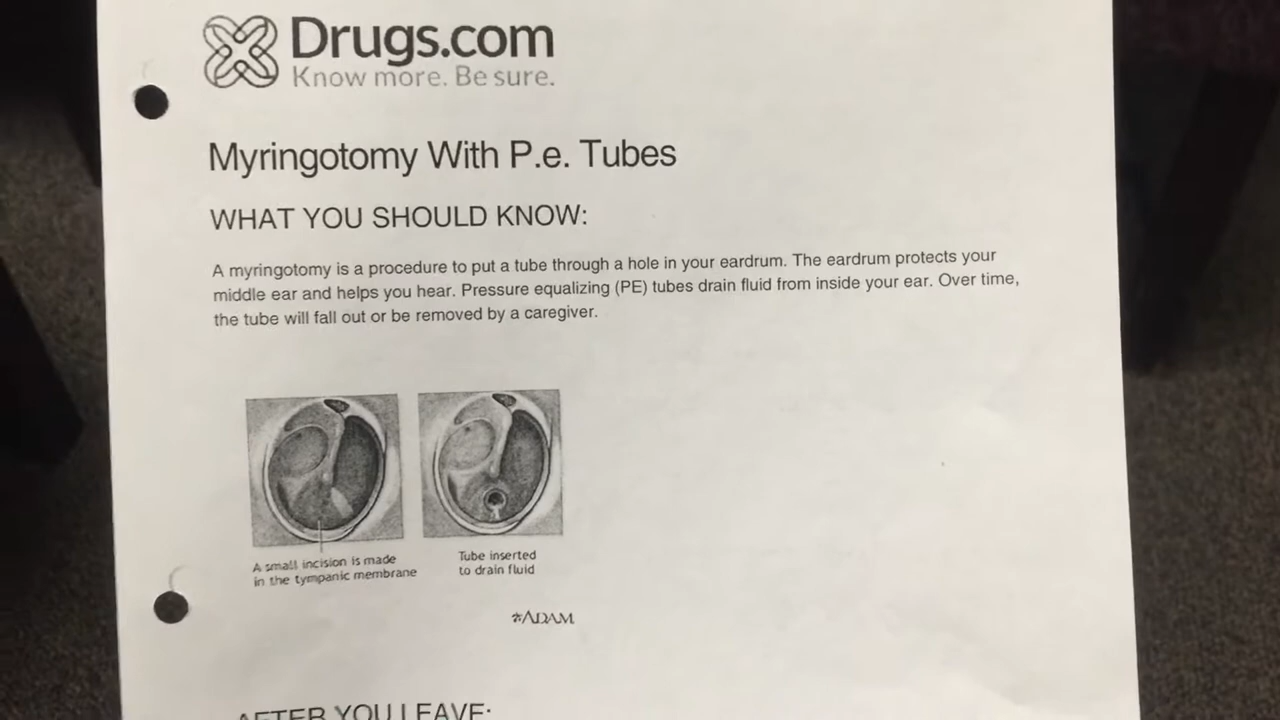 Drugs.com
Know more. Be sure.
Myringotomy With P.e. Tubes
WHAT YOU SHOULD KNOW:
A myringotomy is a procedure to put a tube through a hole in your eardrum. The eardrum protects your
middle ear and helps you hear. Pressure equalizing (PE) tubes drain fluid from inside your ear. Over time,
the tube will fall out or be removed by a caregiver.
A small incision is made
in the tympanic membrane
Tube inserted
to drain fluid
ADAM
AFTER YOU LEAVE: